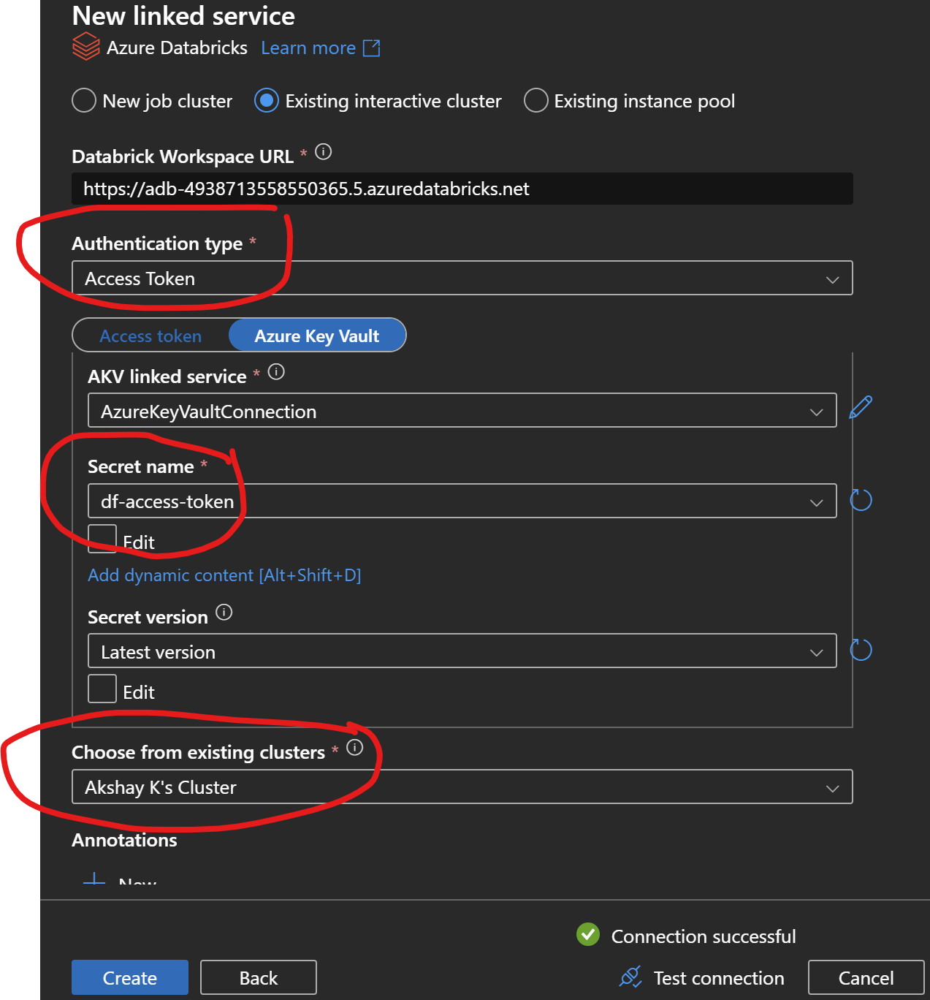 New linked service
Azure Databricks Learn more
New job cluster Existing interactive cluster Existing instance pool
Databrick Workspace URL *
https://adb-4938713558550365.5.azuredatabricks.net
Authentication type *
Access Token
Access token Azure Key Vault
AKV linked service *
AzureKeyVaultConnection
Secret name *
df-access-token
Edit
Add dynamic content [Alt+Shift+D]
Secret version
Latest version
Edit
Choose from existing clusters *
Akshay K's Cluster
Annotations
New
Connection successful
Create Back Test connection Cancel